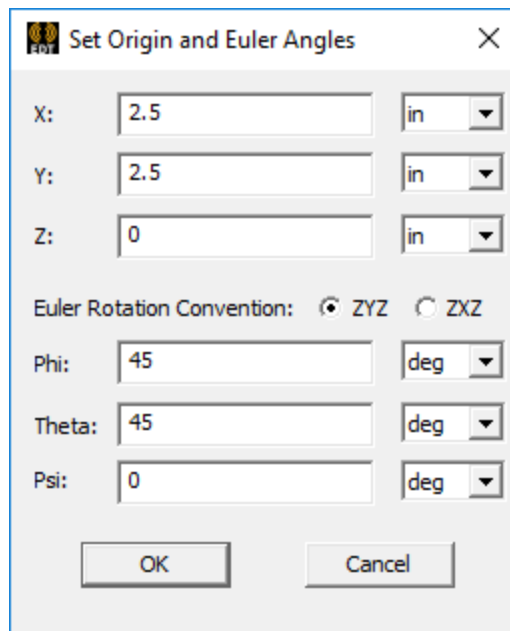 EDT Set Origin and Euler Angles
X: 2.5 in
Y: 2.5 in
Z: 0 in
Euler Rotation Convention: ZYZ ZXZ
Phi: 45 deg
Theta: 45 deg
Psi: 0 deg
OK Cancel